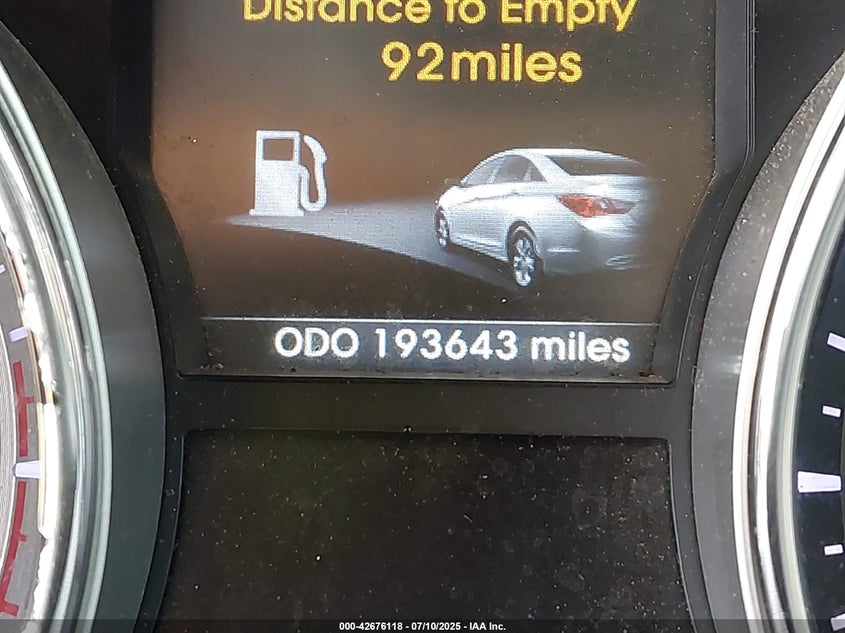 Distance to Empty
92miles
ODO 193643 miles
000-42676118 - 07/10/2025 - IAA Inc.